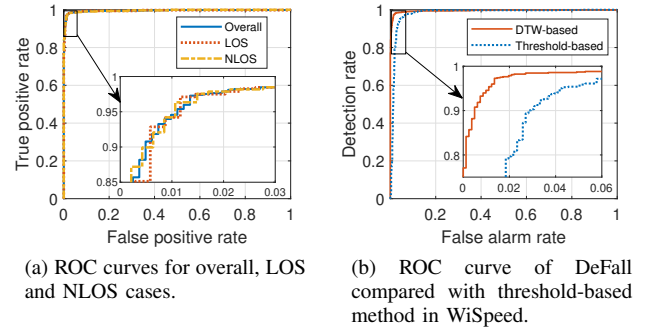 True positive rate
1
0.8
0.6
0.4
0.2
0
Overall
LOS
NLOS
0.95
0.9
0.85
0
0.01
0.02
0.03
0
0.2
0.4
0.6
0.8
1
False positive rate
(a) ROC curves for overall, LOS
and NLOS cases.
Detection rate
1
0.8
0.6
0.4
0.2
0
DTW-based
Threshold-based
1
0.9
0.8
0
0.02
0.04
0.06
0
0.2
0.4
0.6
0.8
1
False alarm rate
(b) ROC curve of DeFall
compared with threshold-based
method in WiSpeed.